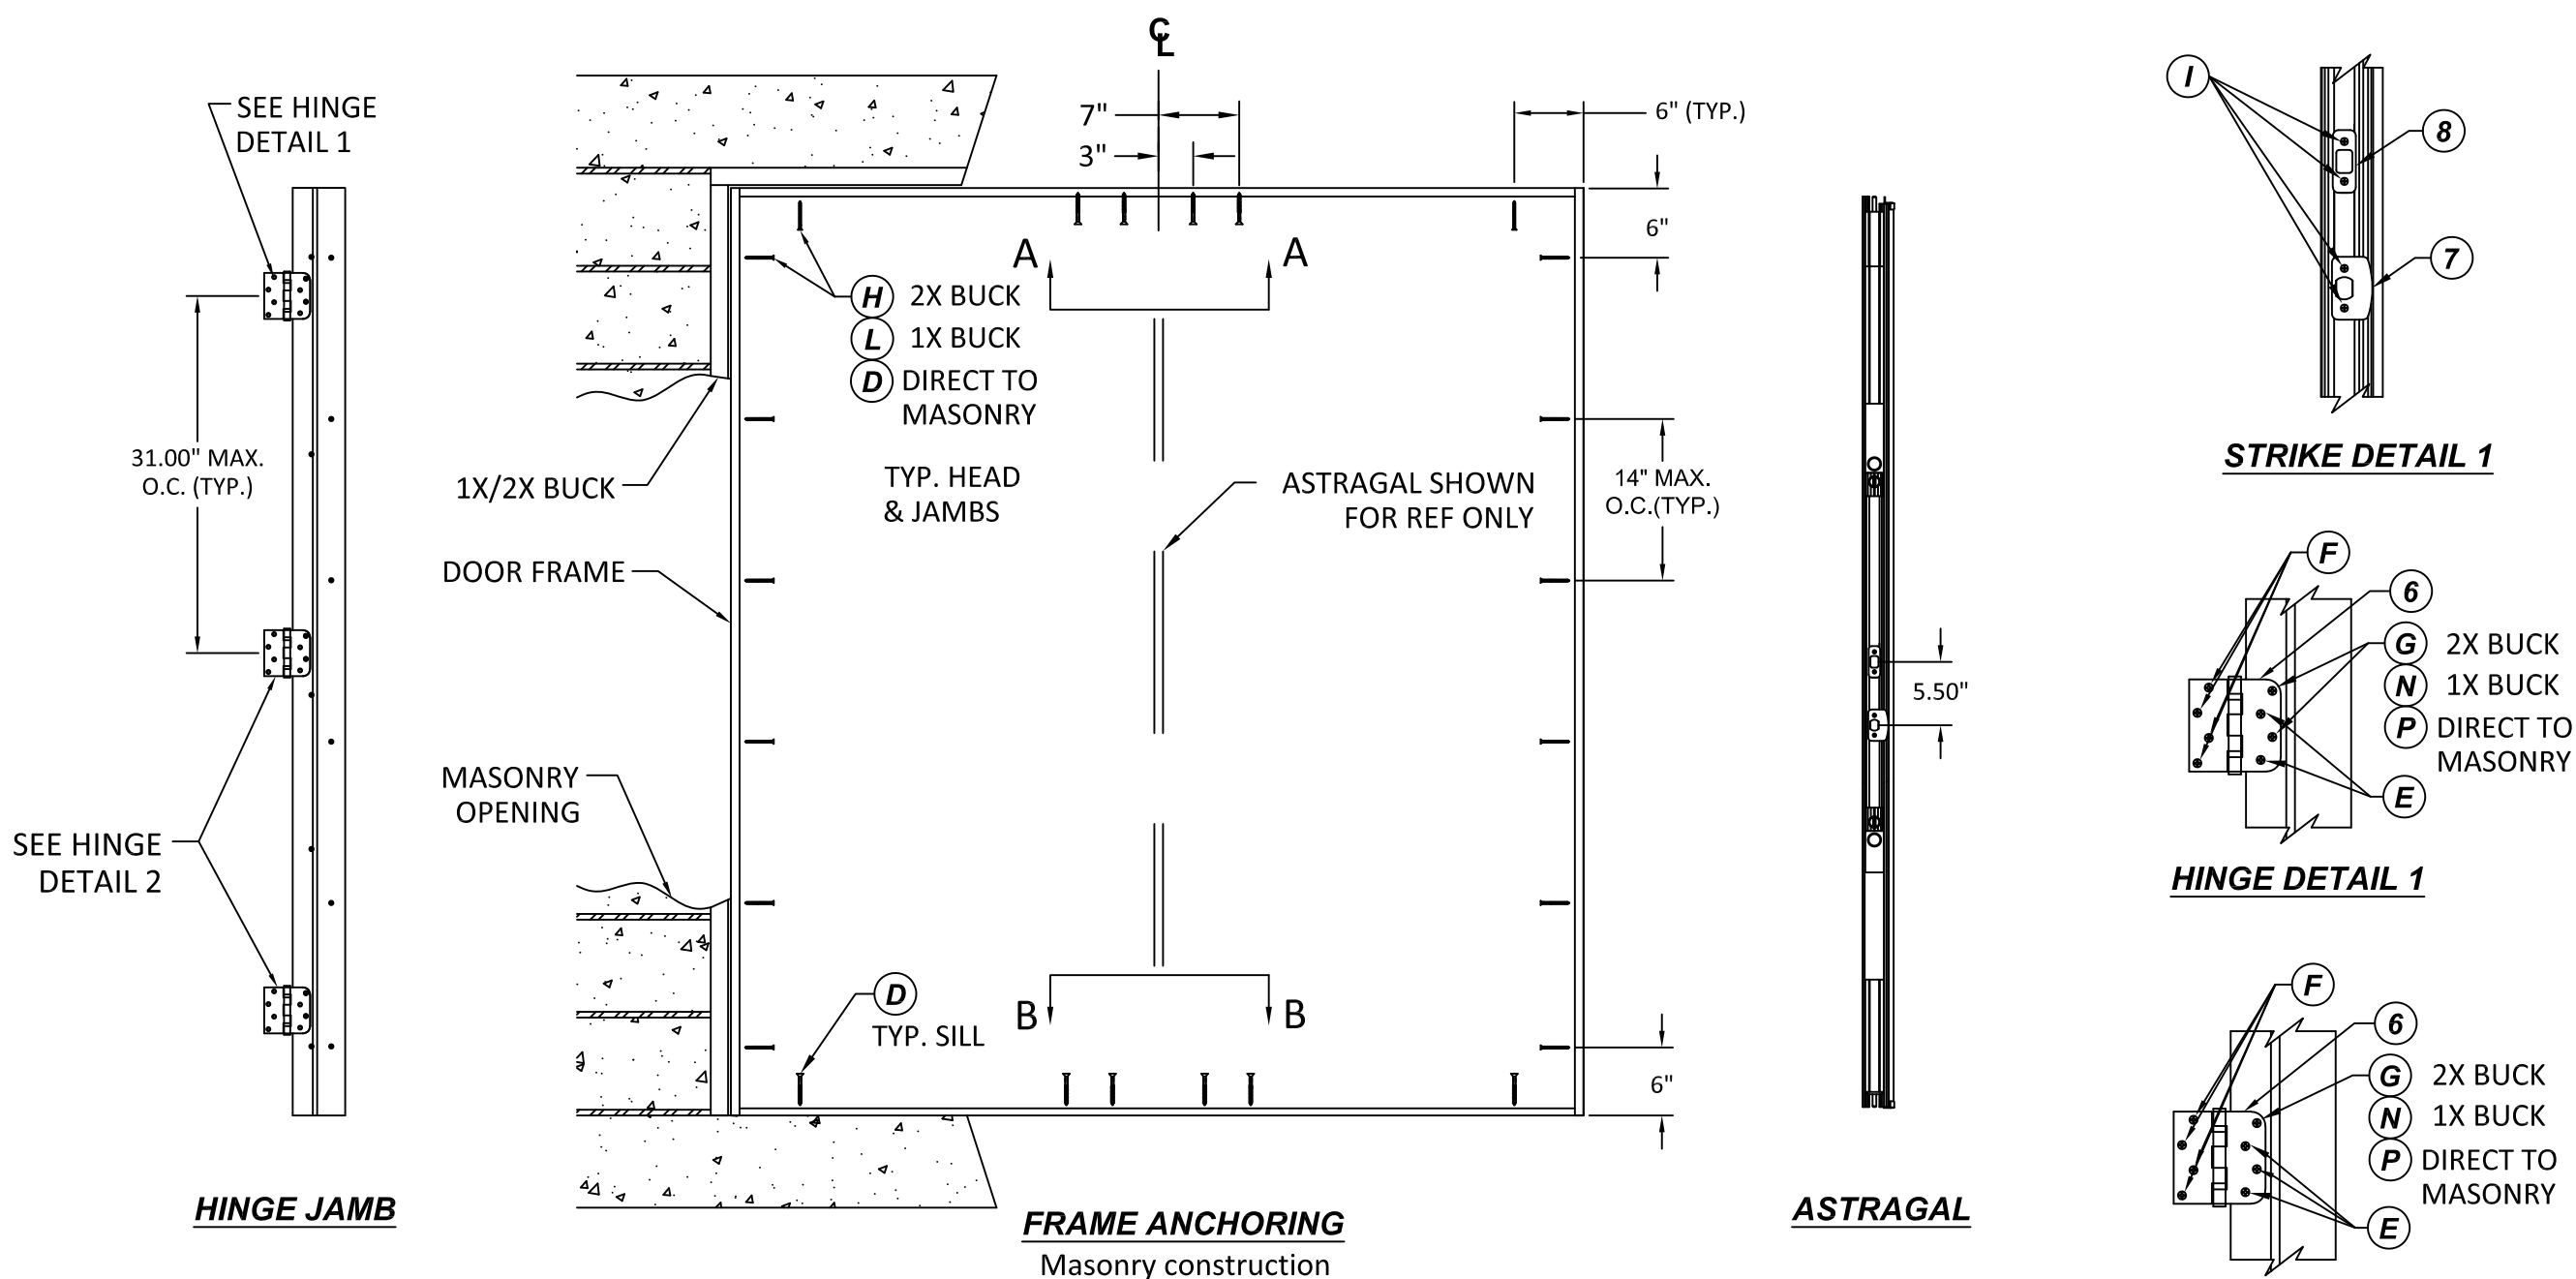 SEE HINGE
DETAIL 1
31.00" MAX.
O.C. (TYP.)
SEE HINGE
DETAIL 2
HINGE JAMB
℄
7"
3"
6" (TYP.)
6"
A A
H 2X BUCK
L 1X BUCK
D DIRECT TO
MASONRY
TYP. HEAD
& JAMBS
1X/2X BUCK
ASTRAGAL SHOWN
FOR REF ONLY
14" MAX.
O.C.(TYP.)
DOOR FRAME
MASONRY
OPENING
D
TYP. SILL
B B
6"
FRAME ANCHORING
Masonry construction
5.50"
ASTRAGAL
I
8
7
STRIKE DETAIL 1
F
6
G 2X BUCK
N 1X BUCK
P DIRECT TO
MASONRY
E
HINGE DETAIL 1
F
6
G 2X BUCK
N 1X BUCK
P DIRECT TO
MASONRY
E